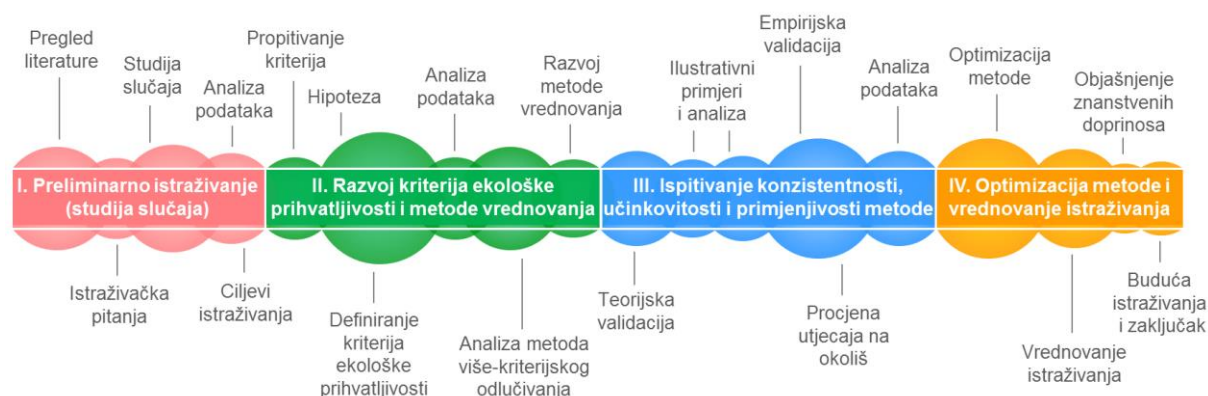 Pregled
literature
Studija
slučaja
Analiza
podataka
Propitivanje
kriterija
Hipoteza
Analiza
podataka
Razvoj
metode
vrednovanja
Ilustrativni
primjeri
i analiza
Empirijska
validacija
Analiza
podataka
Optimizacija
metode
Objašnjenje
znanstvenih
doprinosa
I. Preliminarno istraživanje
(studija slučaja)
II. Razvoj kriterija ekološke
prihvatljivosti i metode vrednovanja
III. Ispitivanje konzistentnosti,
učinkovitosti i primjenjivosti metode
IV. Optimizacija metode i
vrednovanje istraživanja
Istraživačka
pitanja
Ciljevi
istraživanja
Definiranje
kriterija
ekološke
prihvatljivosti
Analiza metoda
više-kriterijskog
odlučivanja
Teorijska
validacija
Procjena
utjecaja na
okoliš
Vrednovanje
istraživanja
Buduća
istraživanja
i zaključak